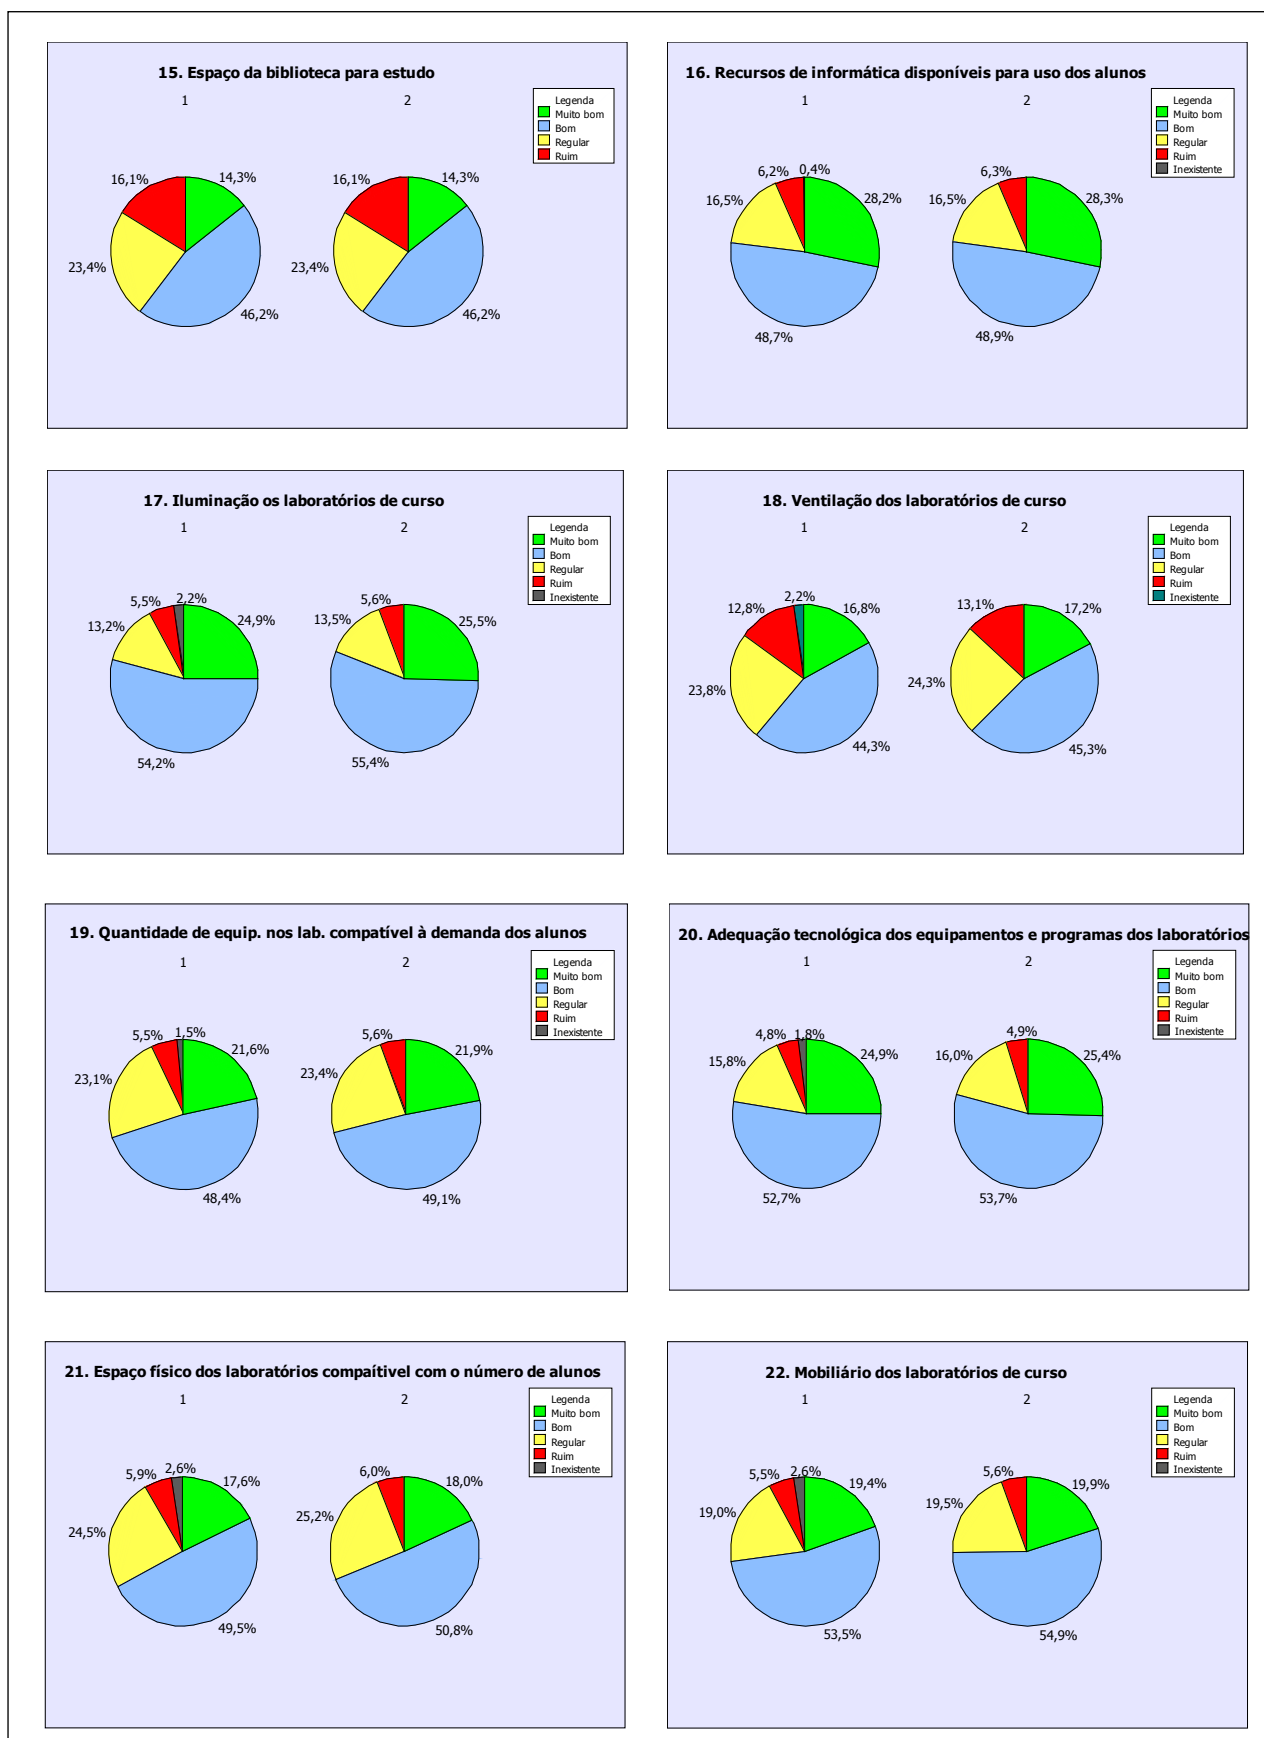 15. Espaço da biblioteca para estudo
1
2
Legenda
Muito bom
Bom
Regular
Ruim
16,1%
14,3%
23,4%
46,2%
16,1%
14,3%
23,4%
46,2%
16. Recursos de informática disponíveis para uso dos alunos
1
2
Legenda
Muito bom
Bom
Regular
Ruim
Inexistente
6,2%
0,4%
16,5%
28,2%
48,7%
6,3%
16,5%
28,3%
48,9%
17. Iluminação os laboratórios de curso
1
2
Legenda
Muito bom
Bom
Regular
Ruim
Inexistente
5,5%
2,2%
13,2%
24,9%
54,2%
5,6%
13,5%
25,5%
55,4%
18. Ventilação dos laboratórios de curso
1
2
Legenda
Muito bom
Bom
Regular
Ruim
Inexistente
2,2%
12,8%
16,8%
23,8%
44,3%
13,1%
17,2%
24,3%
45,3%
19. Quantidade de equip. nos lab. compatível à demanda dos alunos
1
2
Legenda
Muito bom
Bom
Regular
Ruim
Inexistente
5,5%
1,5%
21,6%
23,1%
48,4%
5,6%
21,9%
23,4%
49,1%
20. Adequação tecnológica dos equipamentos e programas dos laboratórios
1
2
Legenda
Muito bom
Bom
Regular
Ruim
Inexistente
4,8%
1,8%
15,8%
24,9%
52,7%
4,9%
16,0%
25,4%
53,7%
21. Espaço físico dos laboratórios compaítivel com o número de alunos
1
2
Legenda
Muito bom
Bom
Regular
Ruim
Inexistente
5,9%
2,6%
17,6%
24,5%
49,5%
6,0%
18,0%
25,2%
50,8%
22. Mobiliário dos laboratórios de curso
1
2
Legenda
Muito bom
Bom
Regular
Ruim
Inexistente
5,5%
2,6%
19,4%
19,0%
53,5%
5,6%
19,9%
19,5%
54,9%